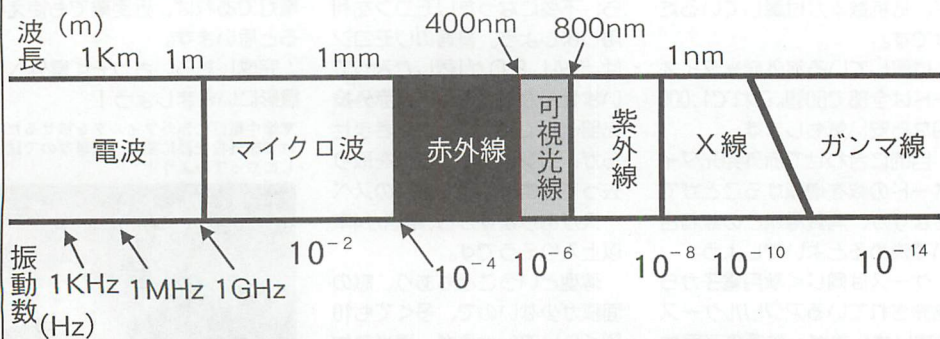 400nm 800nm
波長 (m)
1Km 1m 1mm 1nm
電波 マイクロ波 赤外線 可視光線 紫外線 X線 ガンマ線
振動数 (Hz)
1KHz 1MHz 1GHz 10⁻² 10⁻⁴ 10⁻⁶ 10⁻⁸ 10⁻¹⁰ 10⁻¹⁴